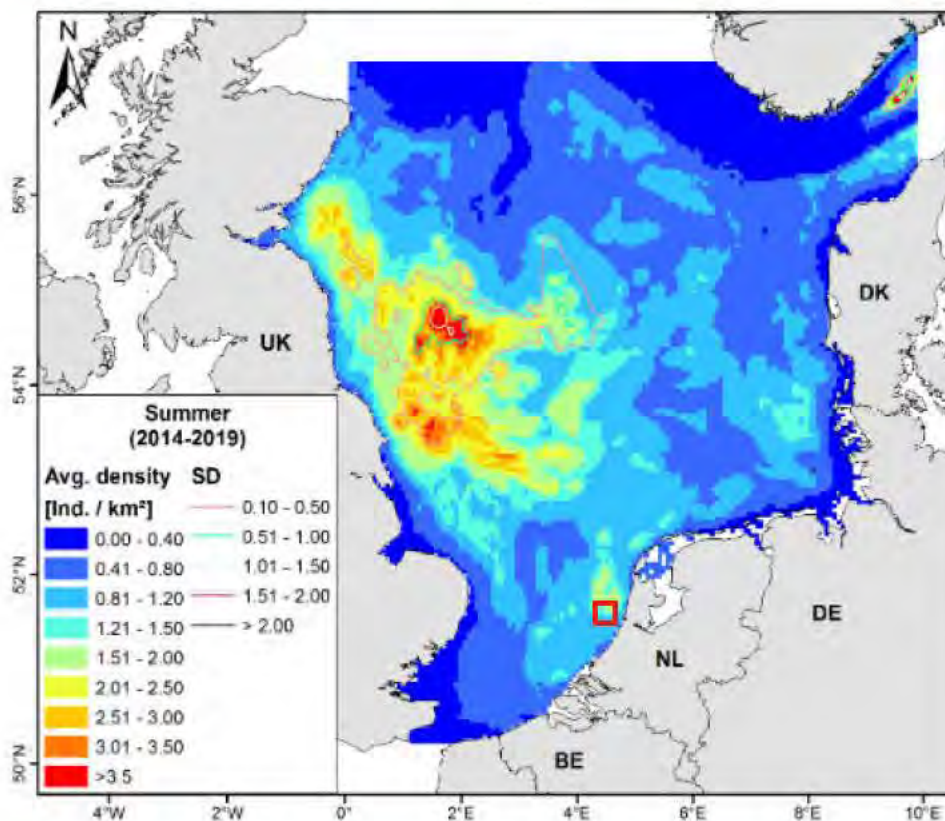 N
56°N
DK
UK
54°N
Summer
(2014-2019)
Avg. density SD
[Ind. / km²]
0.10 - 0.50
0.00 - 0.40
0.51 - 1.00
0.41 - 0.80
1.01 - 1.50
0.81 - 1.20
1.51 - 2.00
1.21 - 1.50
> 2.00
1.51 - 2.00
2.01 - 2.50
2.51 - 3.00
3.01 - 3.50
>3.5
52°N
DE
NL
BE
50°N
4°W 2°W 0° 2°E 4°E 6°E 8°E 10°E